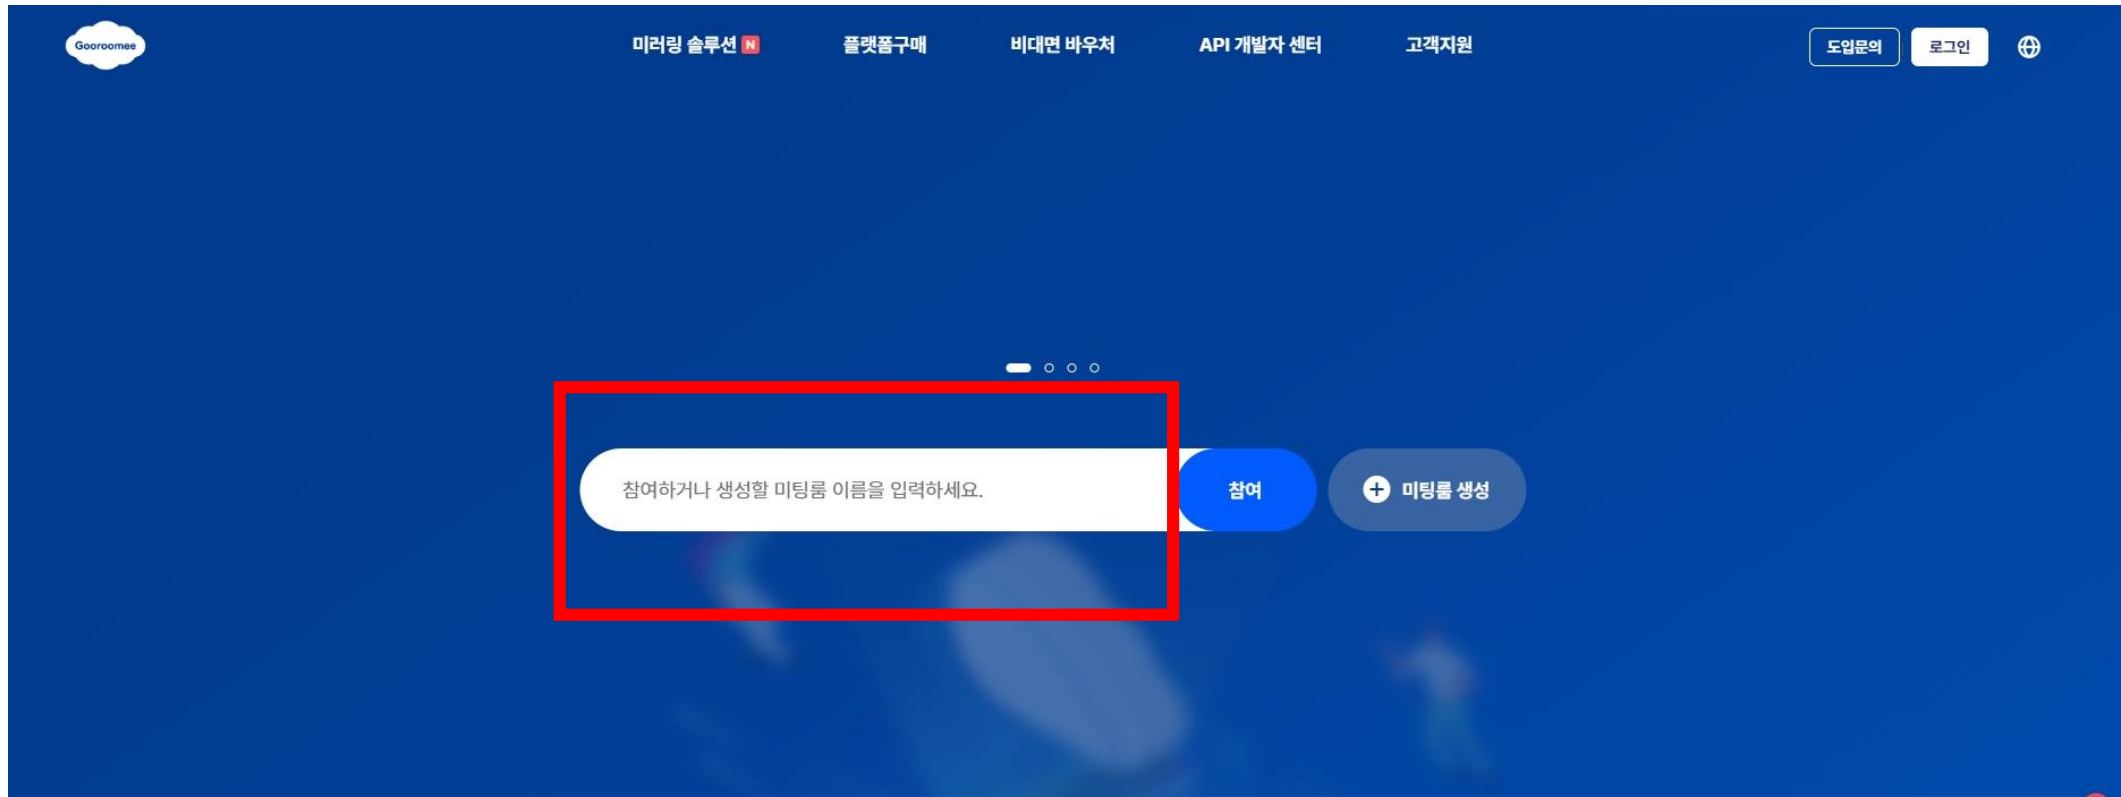 Gooroomee
미러링 솔루션 N
플랫폼구매
비대면 바우처
API 개발자 센터
고객지원
도입문의
로그인
참여하거나 생성할 미팅룸 이름을 입력하세요.
참여
미팅룸 생성